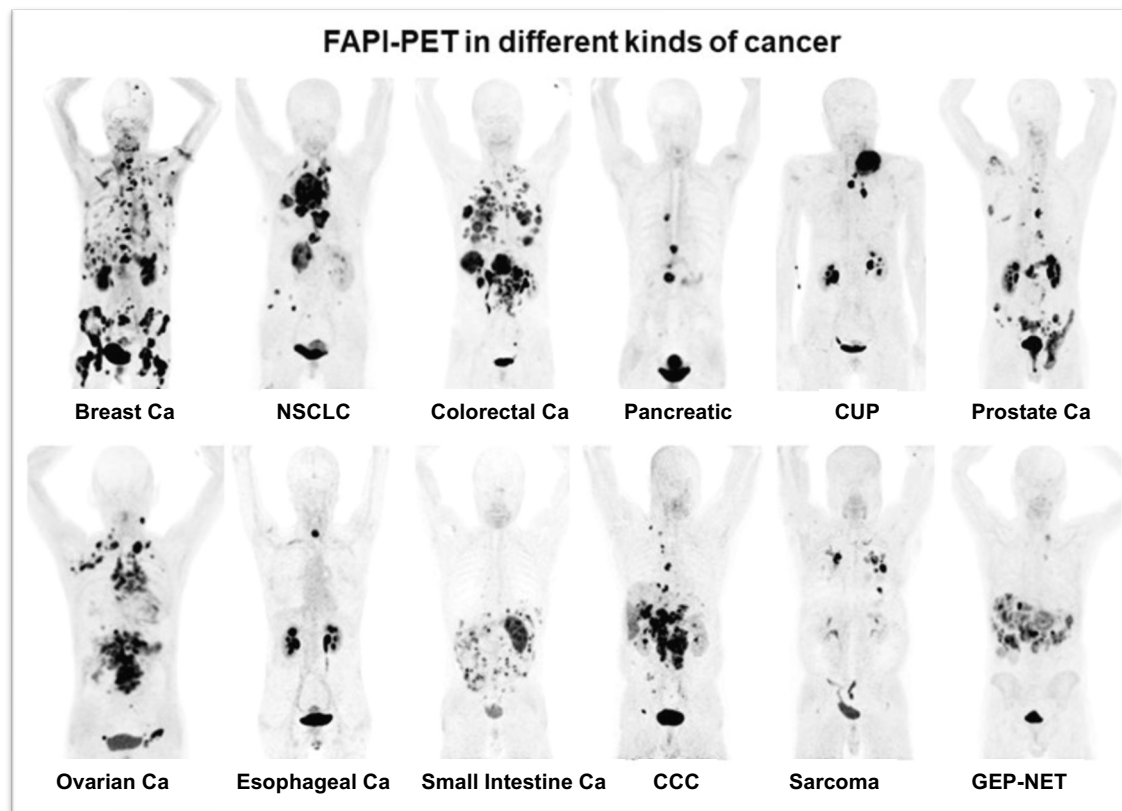 FAPI-PET in different kinds of cancer
Breast Ca NSCLC Colorectal Ca Pancreatic CUP Prostate Ca
Ovarian Ca Esophageal Ca Small Intestine Ca CCC Sarcoma GEP-NET